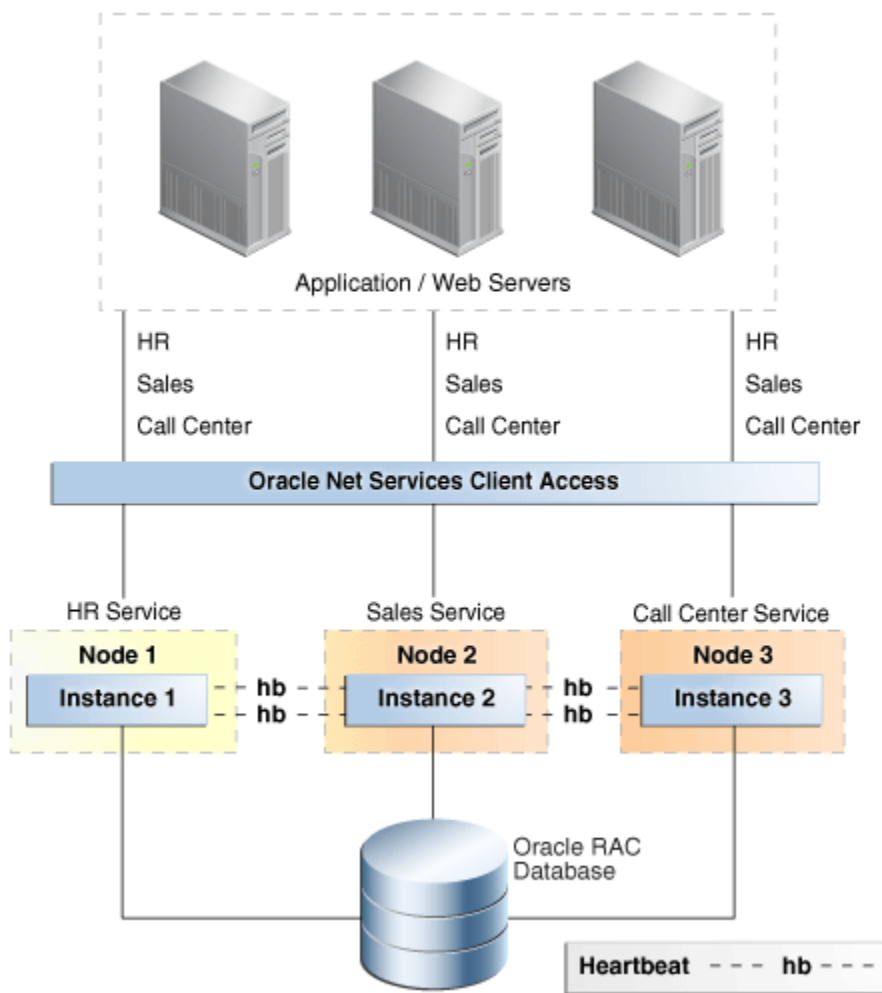 Application / Web Servers
HR
Sales
Call Center
HR
Sales
Call Center
HR
Sales
Call Center
Oracle Net Services Client Access
HR Service
Sales Service
Call Center Service
Node 1
Node 2
Node 3
Instance 1
hb
hb
Instance 2
hb
hb
Instance 3
Oracle RAC
Database
Heartbeat - - - - hb - - - -